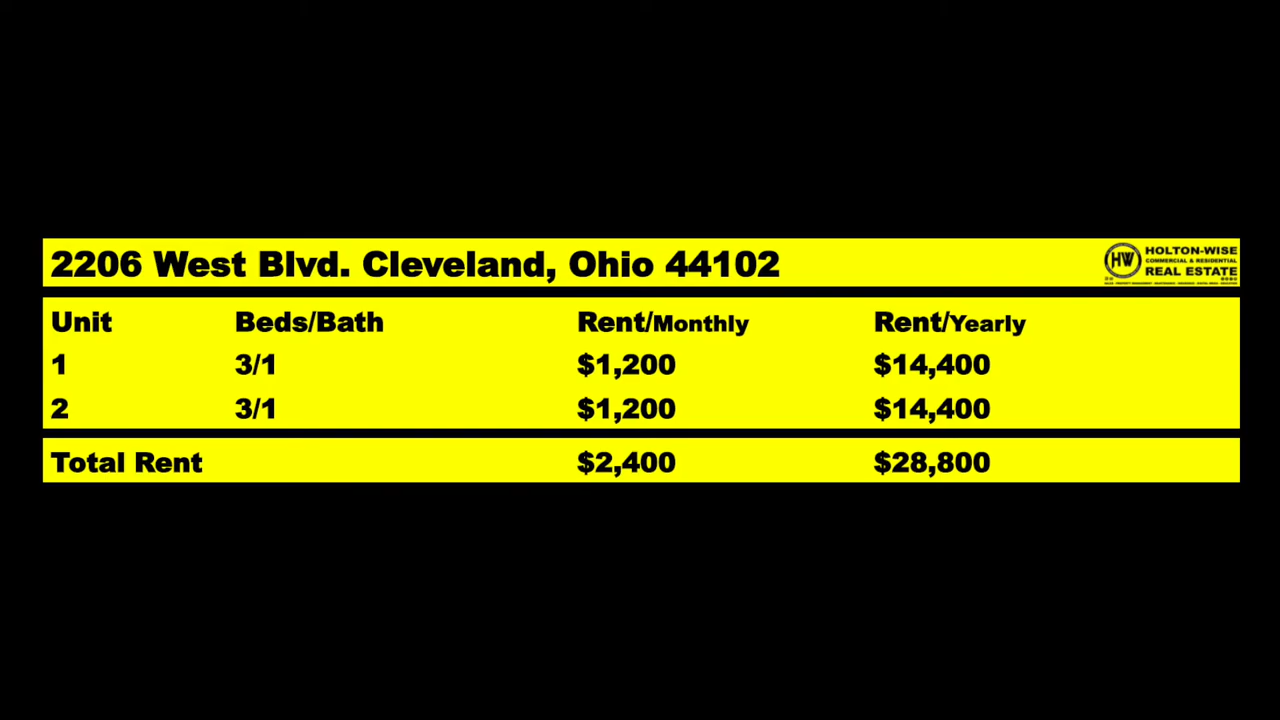 2206 West Blvd. Cleveland, Ohio 44102
HOLTON-WISE
COMMERCIAL & RESIDENTIAL
REAL ESTATE
HW
Unit Beds/Bath Rent/Monthly Rent/Yearly
1 3/1 $1,200 $14,400
2 3/1 $1,200 $14,400
Total Rent $2,400 $28,800